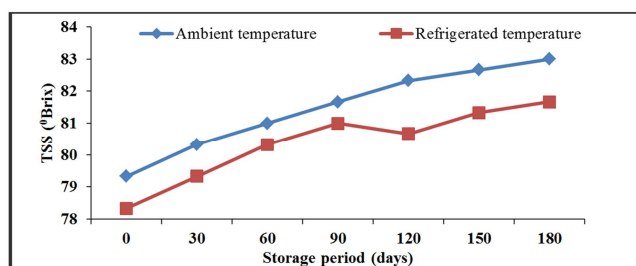 Ambient temperature
Refrigerated temperature
83
82
81
80
79
78
TSS (⁰Brix)
0 30 60 90 120 150 180
Storage period (days)